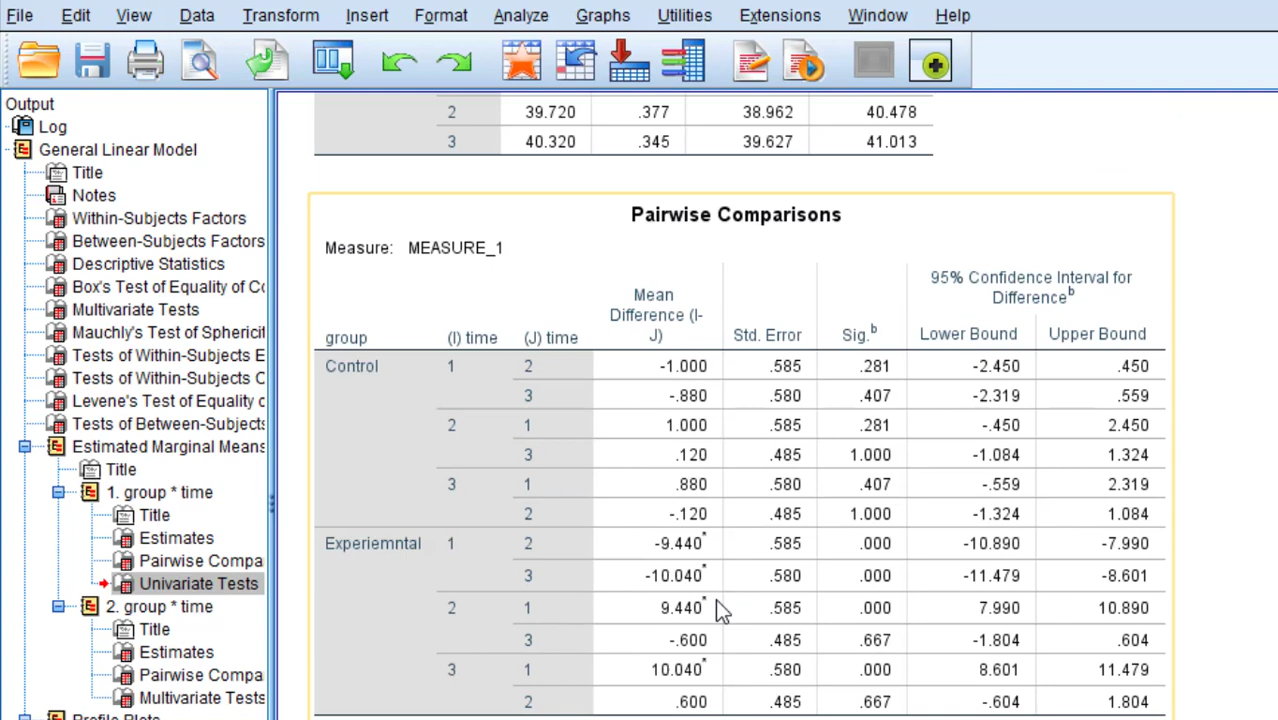 File Edit View Data Transform Insert Format Analyze Graphs Utilities Extensions Window Help
Output
Log
General Linear Model
Title
Notes
Within-Subjects Factors
Between-Subjects Factors
Descriptive Statistics
Box's Test of Equality of Co
Multivariate Tests
Mauchly's Test of Sphericit
Tests of Within-Subjects E
Tests of Within-Subjects C
Levene's Test of Equality o
Tests of Between-Subjects
Estimated Marginal Means
Title
1. group * time
Title
Estimates
Pairwise Compa
Univariate Tests
2. group * time
Title
Estimates
Pairwise Compa
Multivariate Tests
Profile Plots
2 39.720 .377 38.962 40.478
3 40.320 .345 39.627 41.013
Pairwise Comparisons
Measure: MEASURE_1
95% Confidence Interval for
Differenceb
group (I) time (J) time Mean Difference (I-J) Std. Error Sig.b Lower Bound Upper Bound
Control 1 2 -1.000 .585 .281 -2.450 .450
3 -.880 .580 .407 -2.319 .559
2 1 1.000 .585 .281 -.450 2.450
3 .120 .485 1.000 -1.084 1.324
3 1 .880 .580 .407 -.559 2.319
2 -.120 .485 1.000 -1.324 1.084
Experiemntal 1 2 -9.440* .585 .000 -10.890 -7.990
3 -10.040* .580 .000 -11.479 -8.601
2 1 9.440* .585 .000 7.990 10.890
3 -.600 .485 .667 -1.804 .604
3 1 10.040* .580 .000 8.601 11.479
2 .600 .485 .667 -.604 1.804